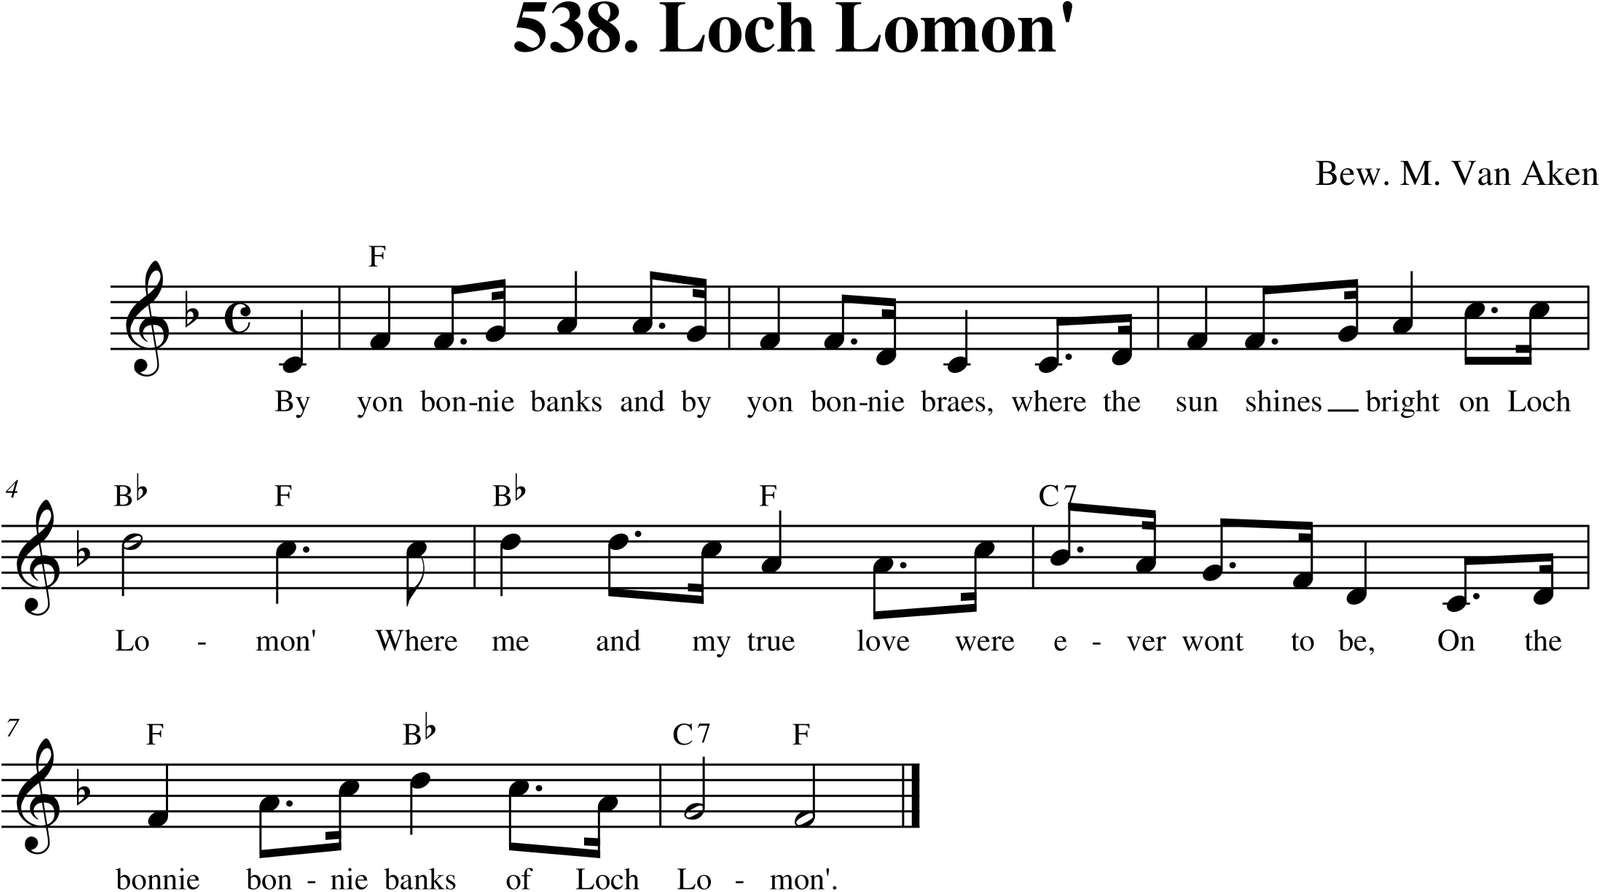 538. Loch Lomon'
Bew. M. Van Aken
F
By yon bon-nie banks and by yon bon-nie braes, where the sun shines bright on Loch
4 B♭ F B♭ F C7
Lo - mon' Where me and my true love were e - ver wont to be, On the
7 F B♭ C7 F
bonnie bon - nie banks of Loch Lo - mon'.